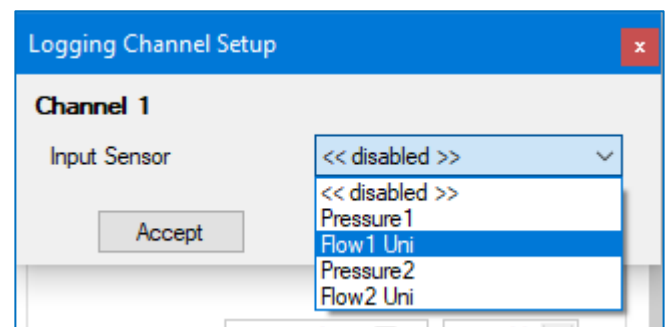 Logging Channel Setup
x
Channel 1
Input Sensor
<< disabled >>
<< disabled >>
Pressure1
Accept
Flow1 Uni
Pressure2
Flow2 Uni